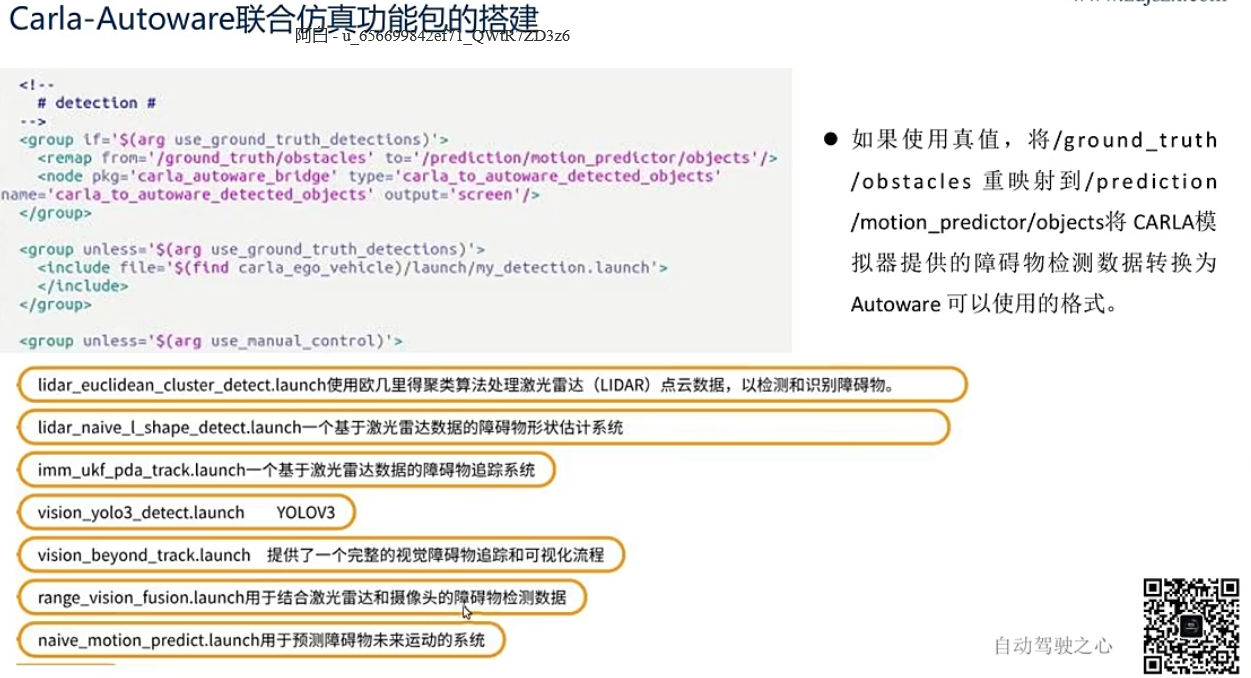 Carla-Autoware联合仿真功能包的搭建
阿白 - u_656699842ef71_QWtR7ZD3z6
<!--
# detection #
-->
<group if='$(arg use_ground_truth_detections)'>
<remap from='/ground_truth/obstacles' to='/prediction/motion_predictor/objects'/>
<node pkg='carla_autoware_bridge' type='carla_to_autoware_detected_objects'
name='carla_to_autoware_detected_objects' output='screen'/>
</group>
<group unless='$(arg use_ground_truth_detections)'>
<include file='$(find carla_ego_vehicle)/launch/my_detection.launch'>
</include>
</group>
<group unless='$(arg use_manual_control)'>
● 如果使用真值，将/ground_truth
/obstacles 重映射到/prediction
/motion_predictor/objects将 CARLA模
拟器提供的障碍物检测数据转换为
Autoware 可以使用的格式。
lidar_euclidean_cluster_detect.launch使用欧几里得聚类算法处理激光雷达（LIDAR）点云数据，以检测和识别障碍物。
lidar_naive_l_shape_detect.launch一个基于激光雷达数据的障碍物形状估计系统
imm_ukf_pda_track.launch一个基于激光雷达数据的障碍物追踪系统
vision_yolo3_detect.launch YOLOV3
vision_beyond_track.launch 提供了一个完整的视觉障碍物追踪和可视化流程
range_vision_fusion.launch用于结合激光雷达和摄像头的障碍物检测数据
naive_motion_predict.launch用于预测障碍物未来运动的系统
自动驾驶之心